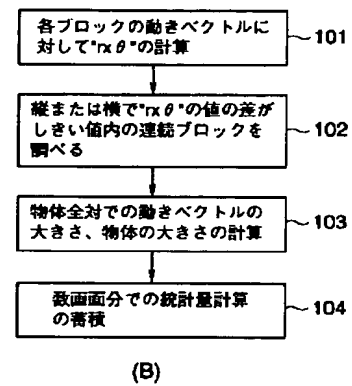 各ブロックの動きベクトルに
対して"rxθ"の計算
101
縦または横で"rxθ"の値の差が
しきい値内の連続ブロックを
調べる
102
物体全対での動きベクトルの
大きさ、物体の大きさの計算
103
数画面分での統計量計算
の蓄積
104
(B)